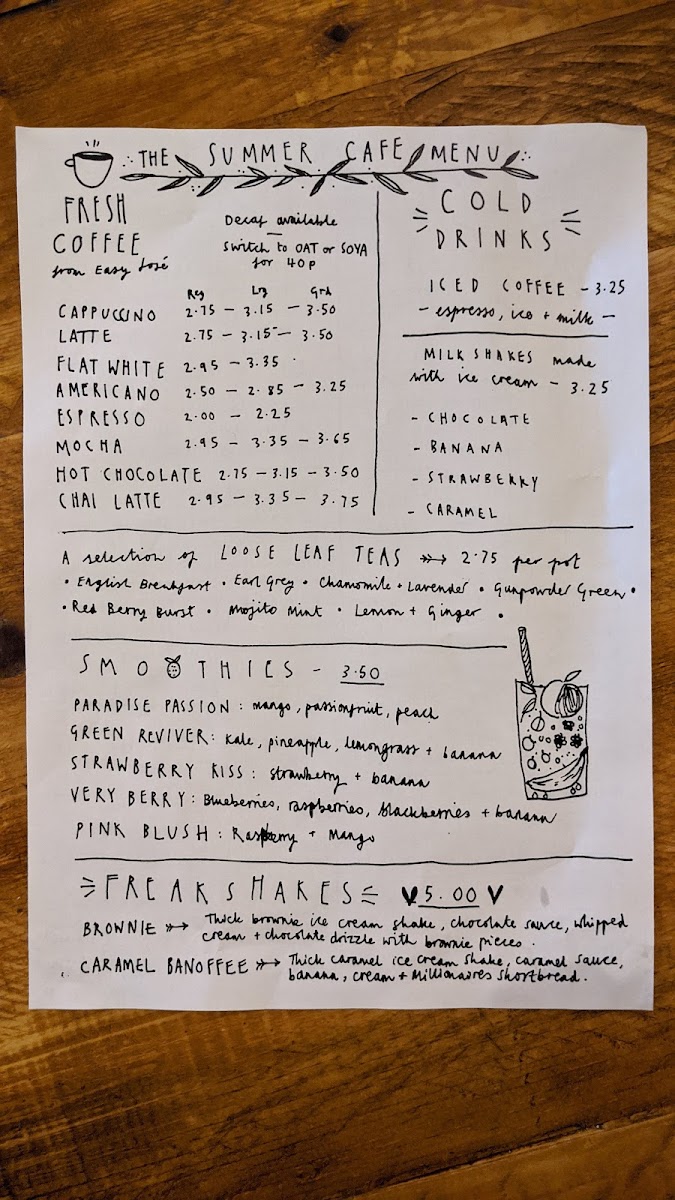 THE SUMMER CAFE MENU
FRESH
COFFEE
from Easy José
Decaf available
Switch to OAT or SOYA
for 40p
Reg Lrg Grd
CAPPUCCINO 2.75 - 3.15 - 3.50
LATTE 2.75 - 3.15 - 3.50
FLAT WHITE 2.95 - 3.35
AMERICANO 2.50 - 2.85 - 3.25
ESPRESSO 2.00 - 2.25
MOCHA 2.95 - 3.35 - 3.65
HOT CHOCOLATE 2.75 - 3.15 - 3.50
CHAI LATTE 2.95 - 3.35 - 3.75
COLD
DRINKS
ICED COFFEE - 3.25
- espresso, ice + milk -
MILKSHAKES made
with ice cream - 3.25
- CHOCOLATE
- BANANA
- STRAWBERRY
- CARAMEL
A selection of LOOSE LEAF TEAS → 2.75 per pot
• English Breakfast • Earl Grey • Chamomile + Lavender • Gunpowder Green •
• Red Berry Burst • Mojito Mint • Lemon + Ginger •
SMOOTHIES - 3.50
PARADISE PASSION : mango, passionfruit, peach
GREEN REVIVER : Kale, pineapple, lemongrass + banana
STRAWBERRY KISS : strawberry + banana
VERY BERRY : Blueberries, raspberries, blackberries + banana
PINK BLUSH : Raspberry + Mango
FREAKSHAKES 5.00
BROWNIE → Thick brownie ice cream shake, chocolate sauce, whipped
cream + chocolate drizzle with brownie pieces.
CARAMEL BANOFFEE → Thick caramel ice cream shake, caramel sauce,
banana, cream + Millionaires shortbread.